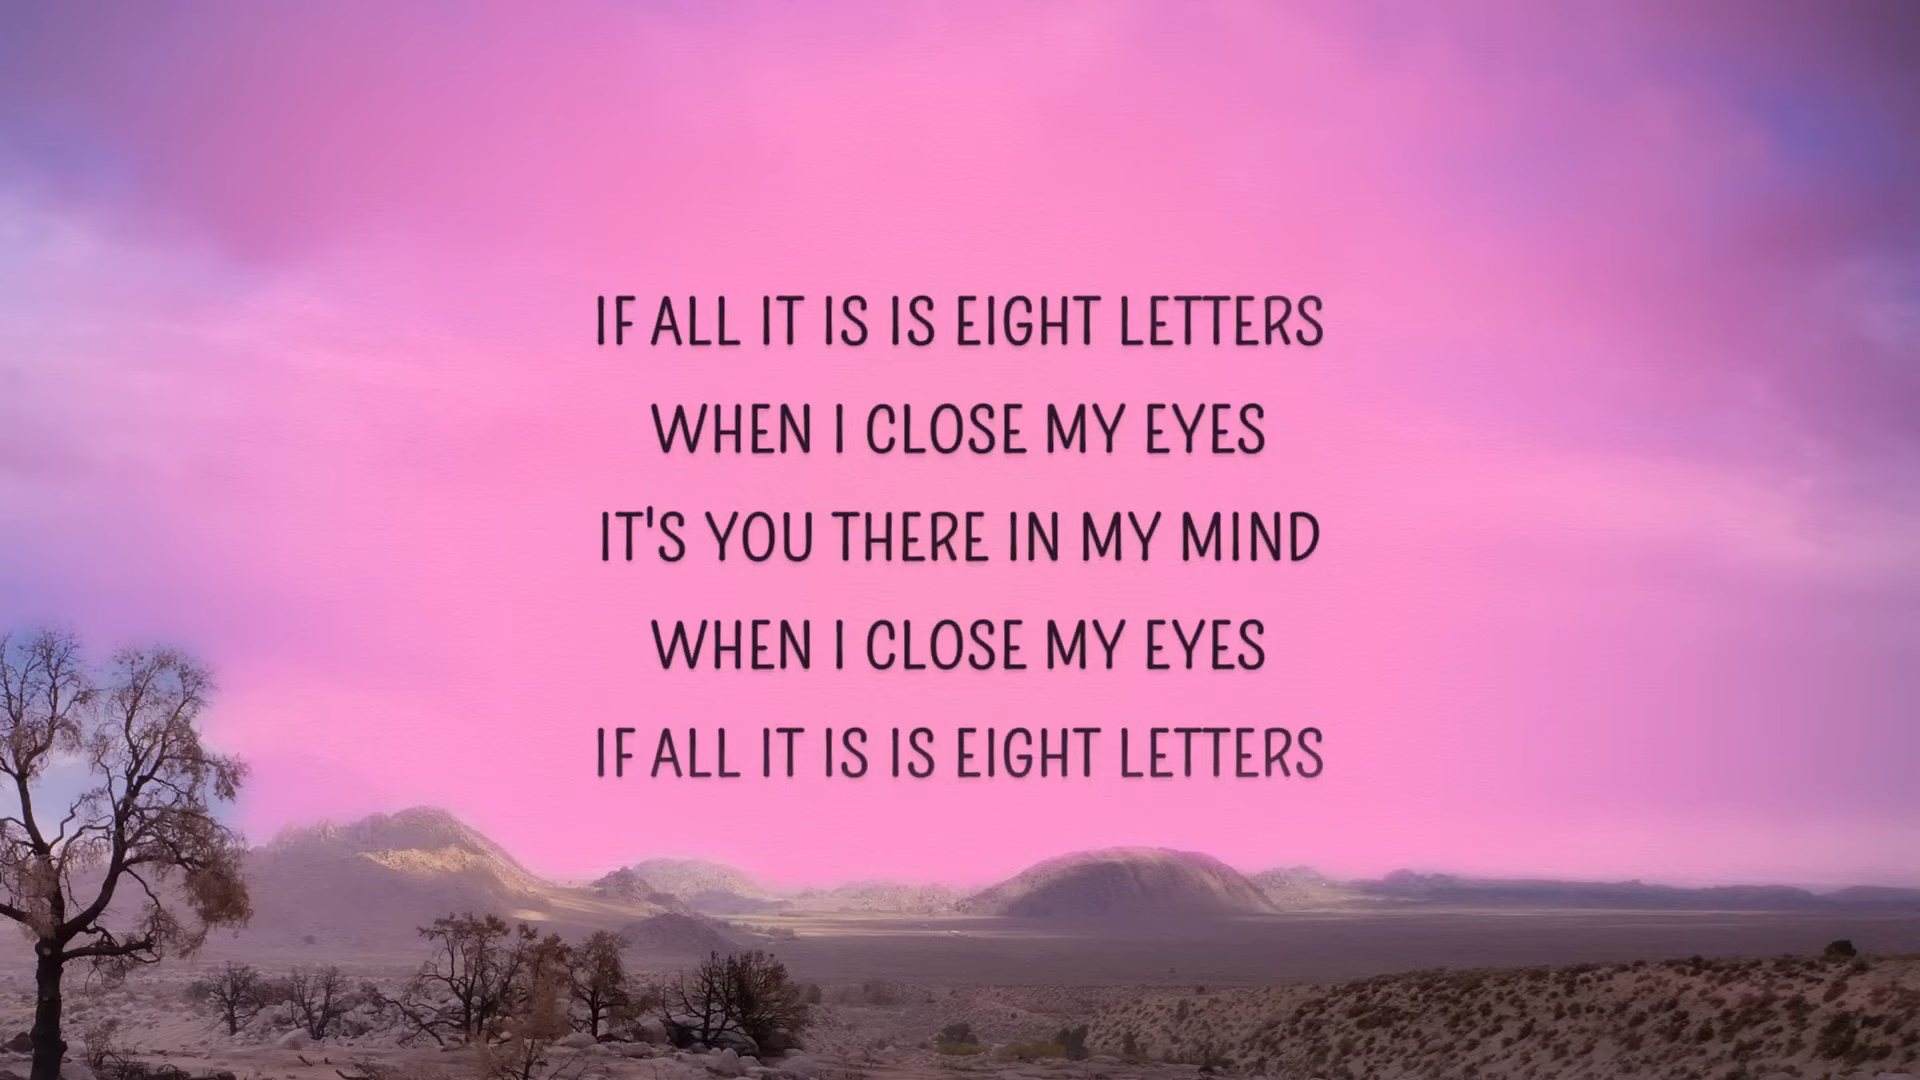 IF ALL IT IS IS EIGHT LETTERS
WHEN I CLOSE MY EYES
IT'S YOU THERE IN MY MIND
WHEN I CLOSE MY EYES
IF ALL IT IS IS EIGHT LETTERS